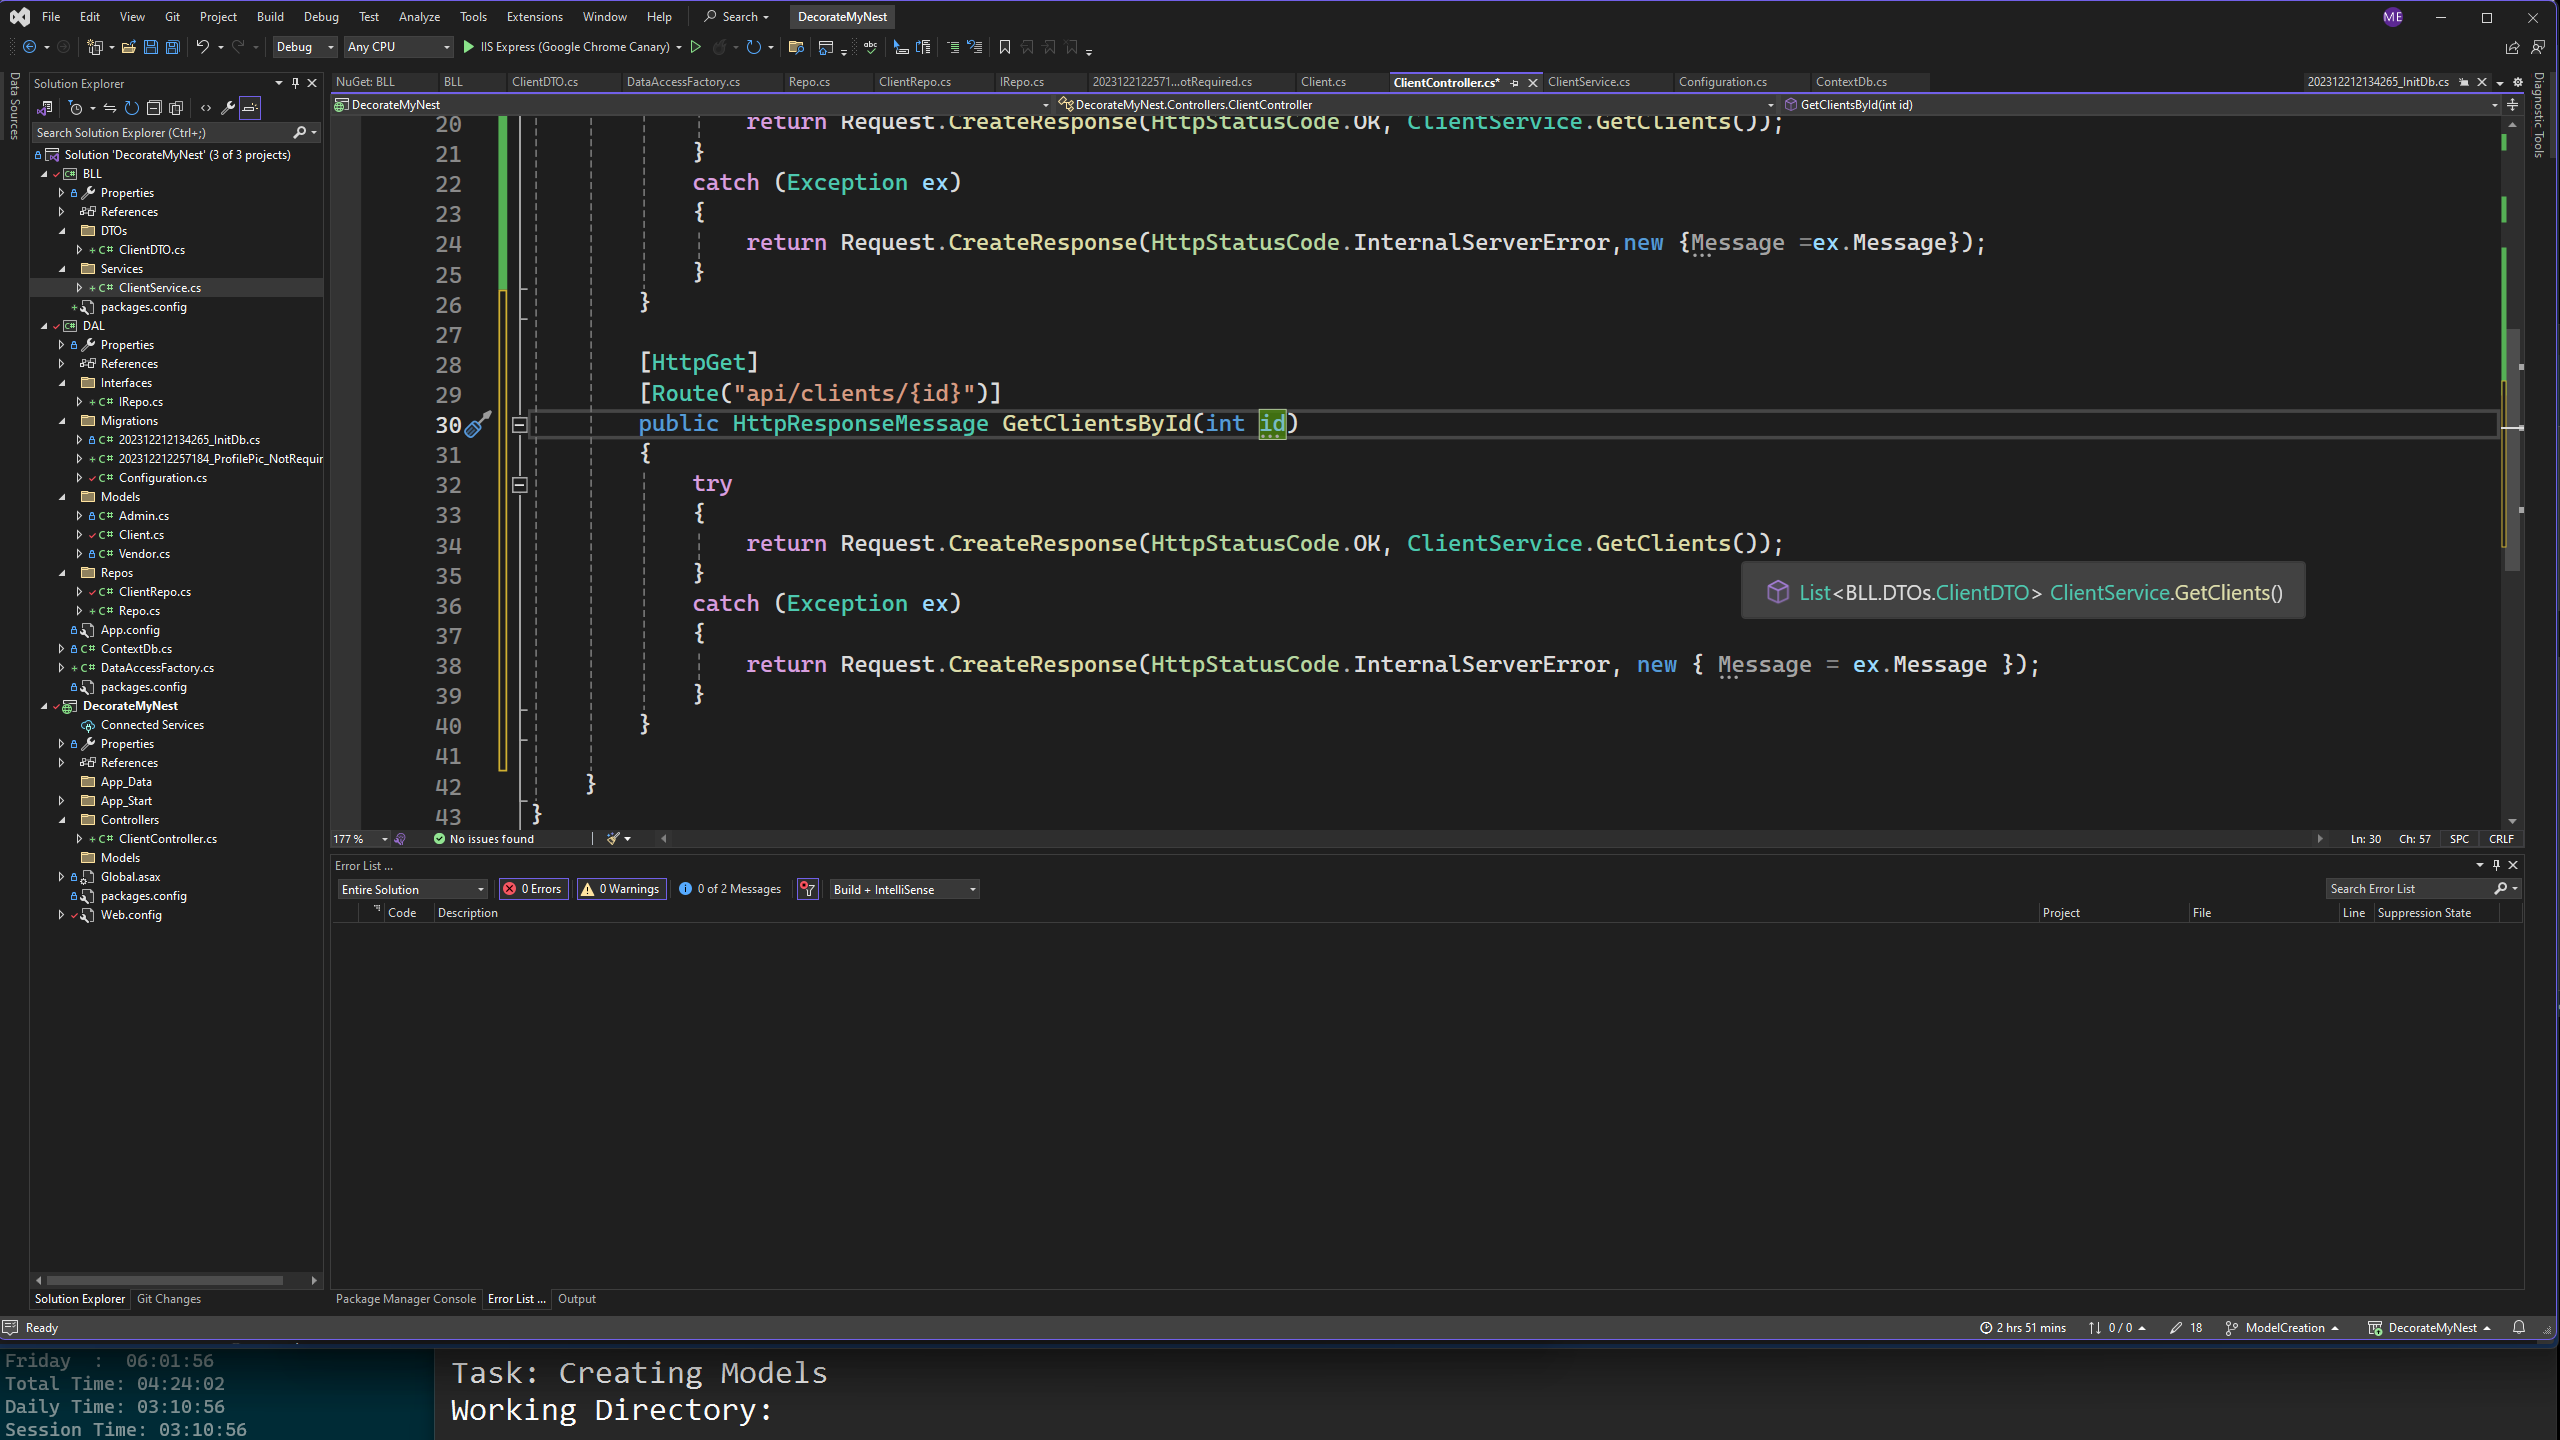 File Edit View Git Project Build Debug Test Analyze Tools Extensions Window Help Search DecorateMyNest ME
Debug Any CPU IIS Express (Google Chrome Canary)
Data Sources
Solution Explorer
Search Solution Explorer (Ctrl+;)
Solution 'DecorateMyNest' (3 of 3 projects)
BLL
Properties
References
DTOs
ClientDTO.cs
Services
ClientService.cs
packages.config
DAL
Properties
References
Interfaces
IRepo.cs
Migrations
202312212134265_InitDb.cs
202312212257184_ProfilePic_NotRequir
Configuration.cs
Models
Admin.cs
Client.cs
Vendor.cs
Repos
ClientRepo.cs
Repo.cs
App.config
ContextDb.cs
DataAccessFactory.cs
packages.config
DecorateMyNest
Connected Services
Properties
References
App_Data
App_Start
Controllers
ClientController.cs
Models
Global.asax
packages.config
Web.config
Solution Explorer Git Changes
NuGet: BLL BLL ClientDTO.cs DataAccessFactory.cs Repo.cs ClientRepo.cs IRepo.cs 2023122122571...otRequired.cs Client.cs ClientController.cs* ClientService.cs Configuration.cs ContextDb.cs 202312212134265_InitDb.cs
DecorateMyNest DecorateMyNest.Controllers.ClientController GetClientsById(int id)
20 return Request.CreateResponse(HttpStatusCode.OK, ClientService.GetClients());
21 }
22 catch (Exception ex)
23 {
24 return Request.CreateResponse(HttpStatusCode.InternalServerError,new {Message =ex.Message});
25 }
26 }
27
28 [HttpGet]
29 [Route("api/clients/{id}")]
30 public HttpResponseMessage GetClientsById(int id)
31 {
32 try
33 {
34 return Request.CreateResponse(HttpStatusCode.OK, ClientService.GetClients());
35 }
List<BLL.DTOs.ClientDTO> ClientService.GetClients()
36 catch (Exception ex)
37 {
38 return Request.CreateResponse(HttpStatusCode.InternalServerError, new { Message = ex.Message });
39 }
40 }
41
42 }
43 }
177 % No issues found Ln: 30 Ch: 57 SPC CRLF
Diagnostic Tools
Error List ...
Entire Solution 0 Errors 0 Warnings 0 of 2 Messages Build + IntelliSense Search Error List
Code Description Project File Line Suppression State
Package Manager Console Error List ... Output
Ready 2 hrs 51 mins 0 / 0 18 ModelCreation DecorateMyNest
Friday : 06:01:56
Total Time: 04:24:02
Daily Time: 03:10:56
Session Time: 03:10:56
Task: Creating Models
Working Directory: